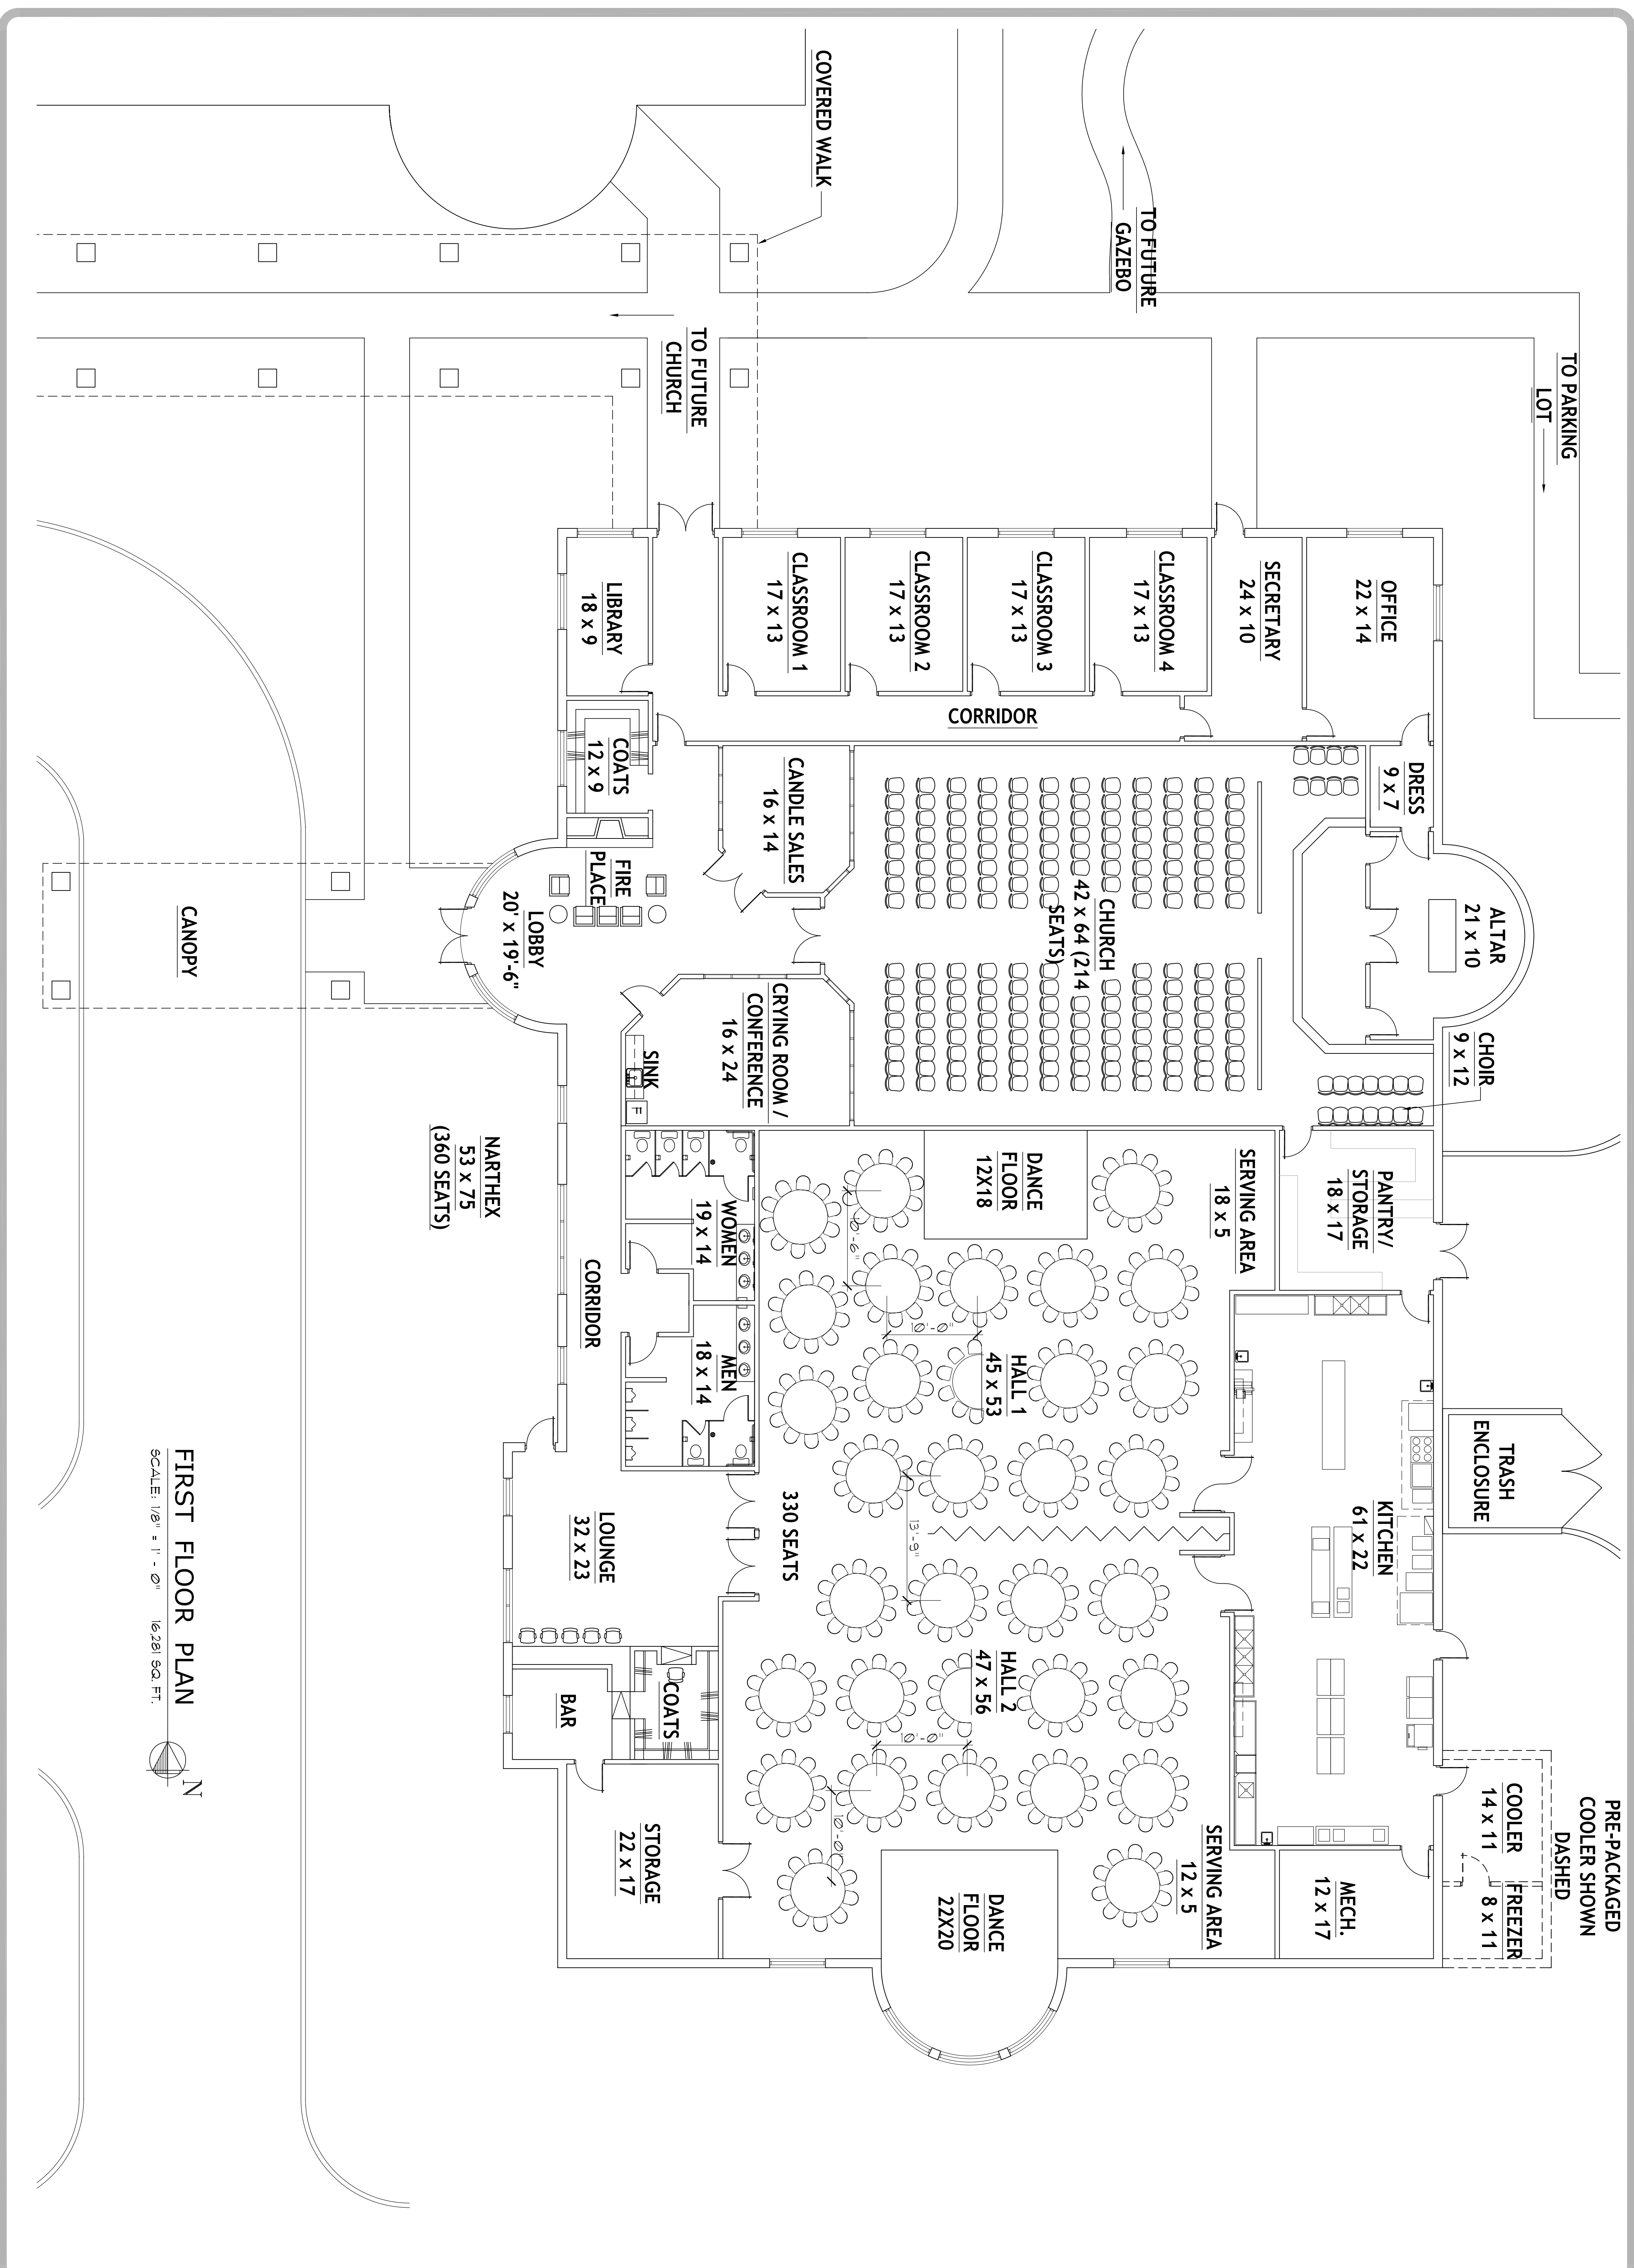 COVERED WALK
TO FUTURE
GAZEBO
TO PARKING
LOT
TO FUTURE
CHURCH
OFFICE
22 x 14
SECRETARY
24 x 10
CLASSROOM 4
17 x 13
CLASSROOM 3
17 x 13
CLASSROOM 2
17 x 13
CLASSROOM 1
17 x 13
LIBRARY
18 x 9
CORRIDOR
DRESS
9 x 7
COATS
12 x 9
CANDLE SALES
16 x 14
FIRE
PLACE
LOBBY
20' x 19'-6"
CANOPY
ALTAR
21 x 10
CHURCH
42 x 64 (214
SEATS)
CHOIR
9 x 12
CRYING ROOM /
CONFERENCE
16 x 24
SINK
F
NARTHEX
53 x 75
(360 SEATS)
PANTRY/
STORAGE
18 x 17
SERVING AREA
18 x 5
DANCE
FLOOR
12X18
WOMEN
19 x 14
MEN
18 x 14
CORRIDOR
10'-6"
10'-0"
HALL 1
45 x 53
TRASH
ENCLOSURE
KITCHEN
61 x 22
330 SEATS
13'-9"
LOUNGE
32 x 23
HALL 2
47 x 56
10'-0"
10'-0"
COATS
BAR
STORAGE
22 x 17
SERVING AREA
12 x 5
DANCE
FLOOR
22X20
MECH.
12 x 17
COOLER
14 x 11
FREEZER
8 x 11
PRE-PACKAGED
COOLER SHOWN
DASHED
FIRST FLOOR PLAN
SCALE: 1/8" = 1' - 0" 16,281 SQ. FT.
N